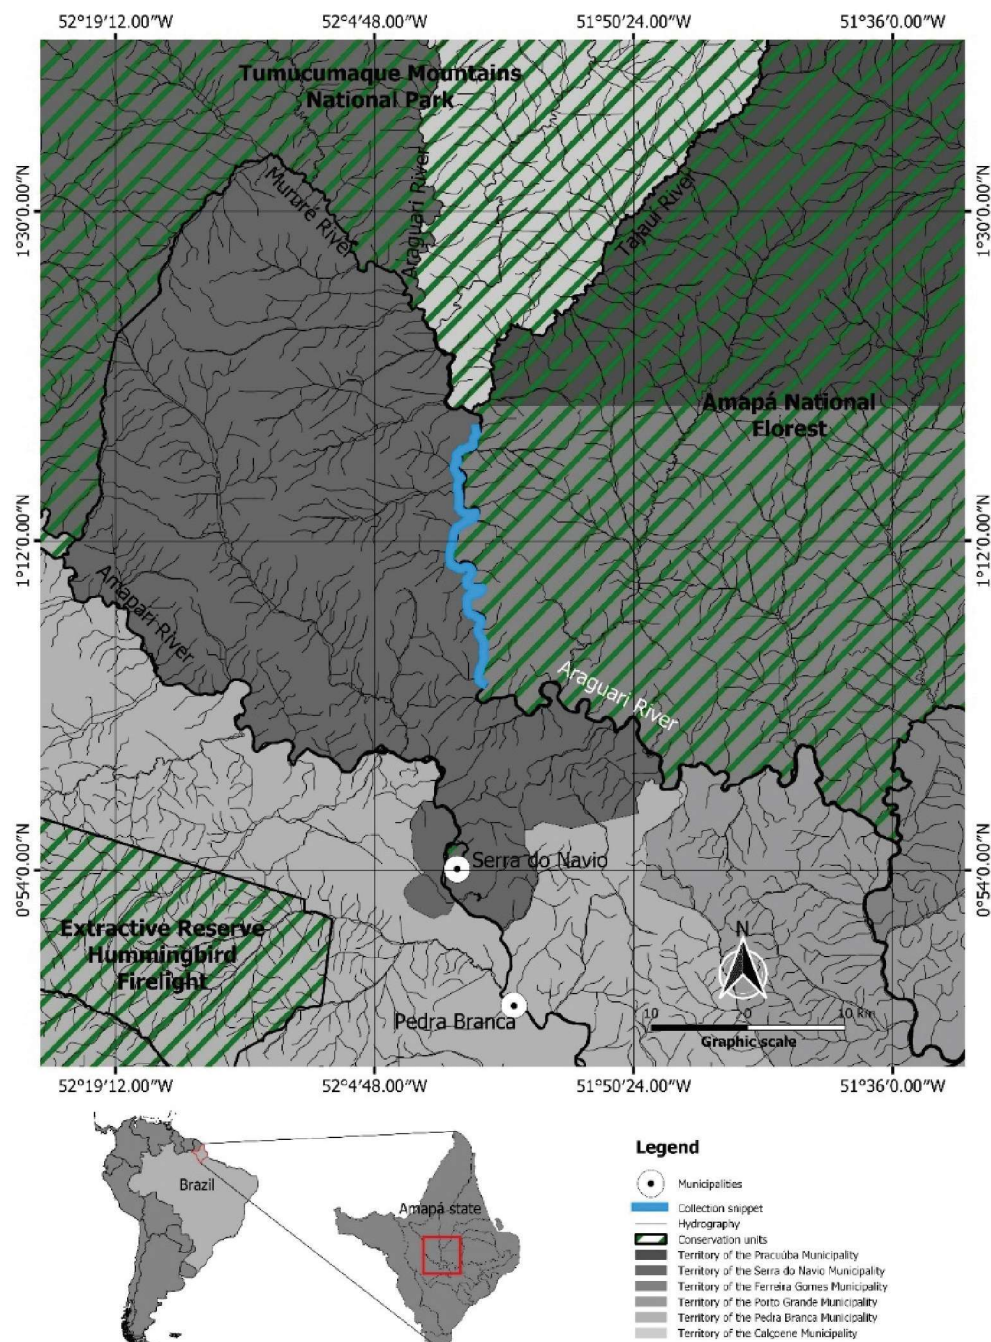 52°19′12.00″W 52°4′48.00″W 51°50′24.00″W 51°36′0.00″W
Tumucumaque Mountains
National Park
Araguari River
Mururé River
Tajaui River
1°30′0.00″N
1°30′0.00″N
Amapá National
Florest
1°12′0.00″N
1°12′0.00″N
Amapari River
Araguari River
0°54′0.00″N
Serra do Navio
0°54′0.00″N
Extractive Reserve
Hummingbird
Firelight
N
Pedra Branca
10 0 10 km
Graphic scale
52°19′12.00″W 52°4′48.00″W 51°50′24.00″W 51°36′0.00″W
Brazil
Amapá state
Legend
Municipalities
Collection snippet
Hydrography
Conservation units
Territory of the Pracuúba Municipality
Territory of the Serra do Navio Municipality
Territory of the Ferreira Gomes Municipality
Territory of the Porto Grande Municipality
Territory of the Pedra Branca Municipality
Territory of the Calçoene Municipality